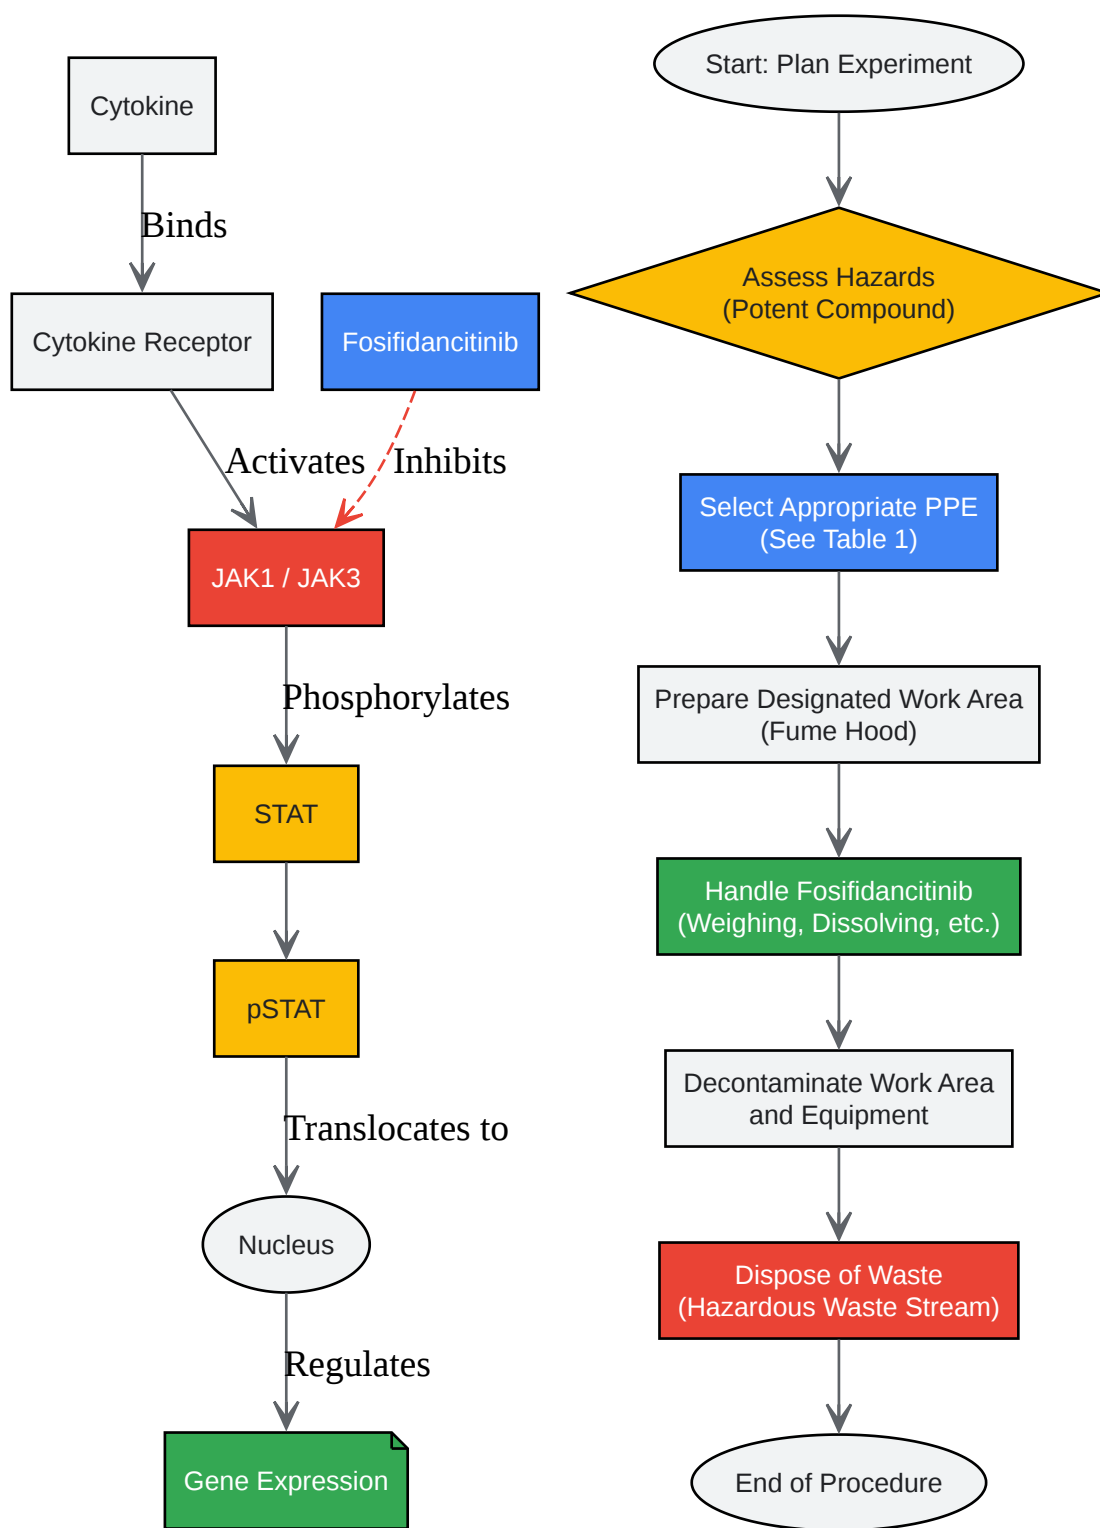 Cytokine
Binds
Cytokine Receptor
Fosifidancitinib
Activates
Inhibits
JAK1 / JAK3
Phosphorylates
STAT
pSTAT
Translocates to
Nucleus
Regulates
Gene Expression
Start: Plan Experiment
Assess Hazards
(Potent Compound)
Select Appropriate PPE
(See Table 1)
Prepare Designated Work Area
(Fume Hood)
Handle Fosifidancitinib
(Weighing, Dissolving, etc.)
Decontaminate Work Area
and Equipment
Dispose of Waste
(Hazardous Waste Stream)
End of Procedure